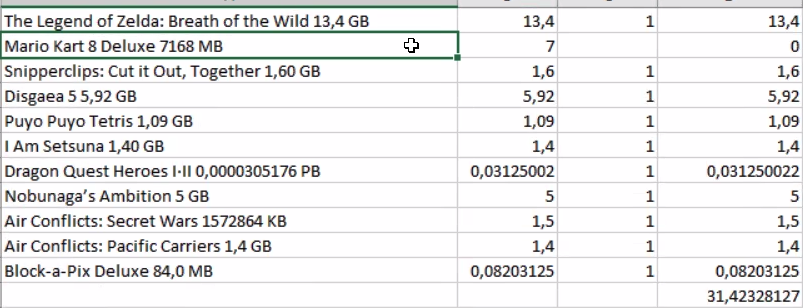 The Legend of Zelda: Breath of the Wild 13,4 GB 13,4 1 13,4
Mario Kart 8 Deluxe 7168 MB 7 0
Snipperclips: Cut it Out, Together 1,60 GB 1,6 1 1,6
Disgaea 5 5,92 GB 5,92 1 5,92
Puyo Puyo Tetris 1,09 GB 1,09 1 1,09
I Am Setsuna 1,40 GB 1,4 1 1,4
Dragon Quest Heroes I·II 0,0000305176 PB 0,03125002 1 0,031250022
Nobunaga’s Ambition 5 GB 5 1 5
Air Conflicts: Secret Wars 1572864 KB 1,5 1 1,5
Air Conflicts: Pacific Carriers 1,4 GB 1,4 1 1,4
Block-a-Pix Deluxe 84,0 MB 0,08203125 1 0,08203125
31,42328127